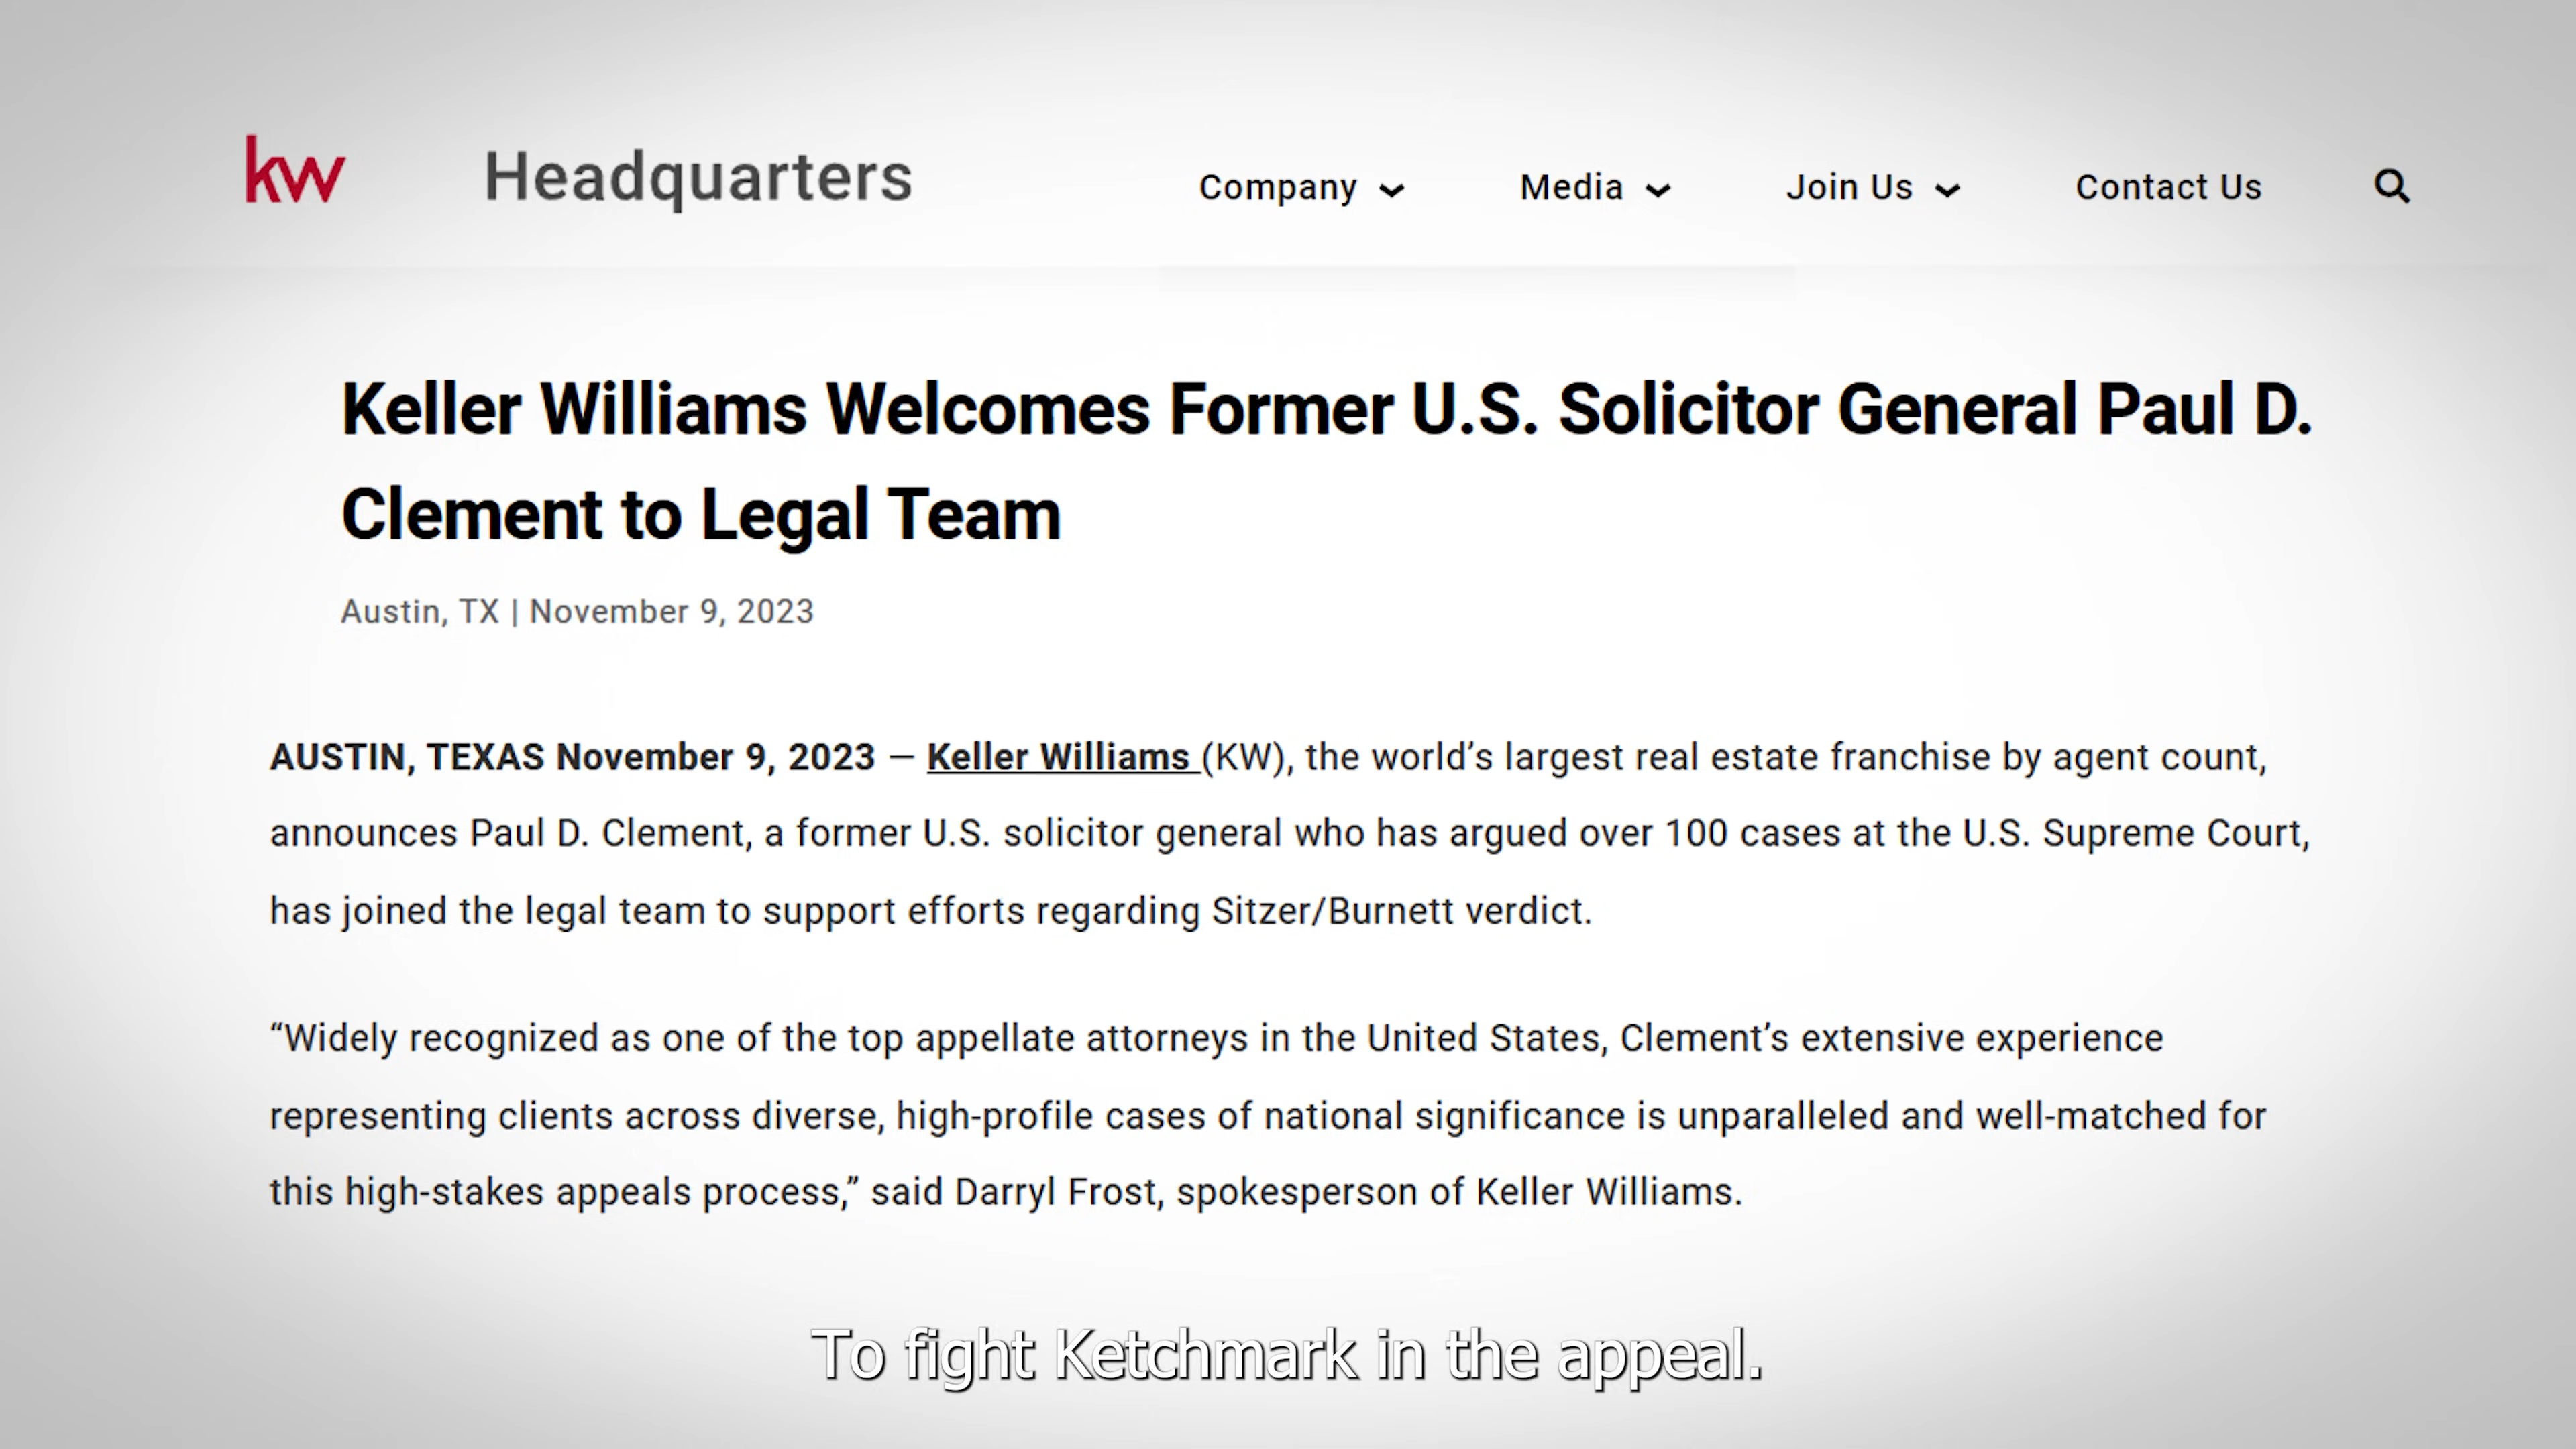 kw Headquarters Company Media Join Us Contact Us
Keller Williams Welcomes Former U.S. Solicitor General Paul D.
Clement to Legal Team
Austin, TX | November 9, 2023
AUSTIN, TEXAS November 9, 2023 — Keller Williams (KW), the world’s largest real estate franchise by agent count,
announces Paul D. Clement, a former U.S. solicitor general who has argued over 100 cases at the U.S. Supreme Court,
has joined the legal team to support efforts regarding Sitzer/Burnett verdict.
“Widely recognized as one of the top appellate attorneys in the United States, Clement’s extensive experience
representing clients across diverse, high-profile cases of national significance is unparalleled and well-matched for
this high-stakes appeals process,” said Darryl Frost, spokesperson of Keller Williams.
To fight Ketchmark in the appeal.